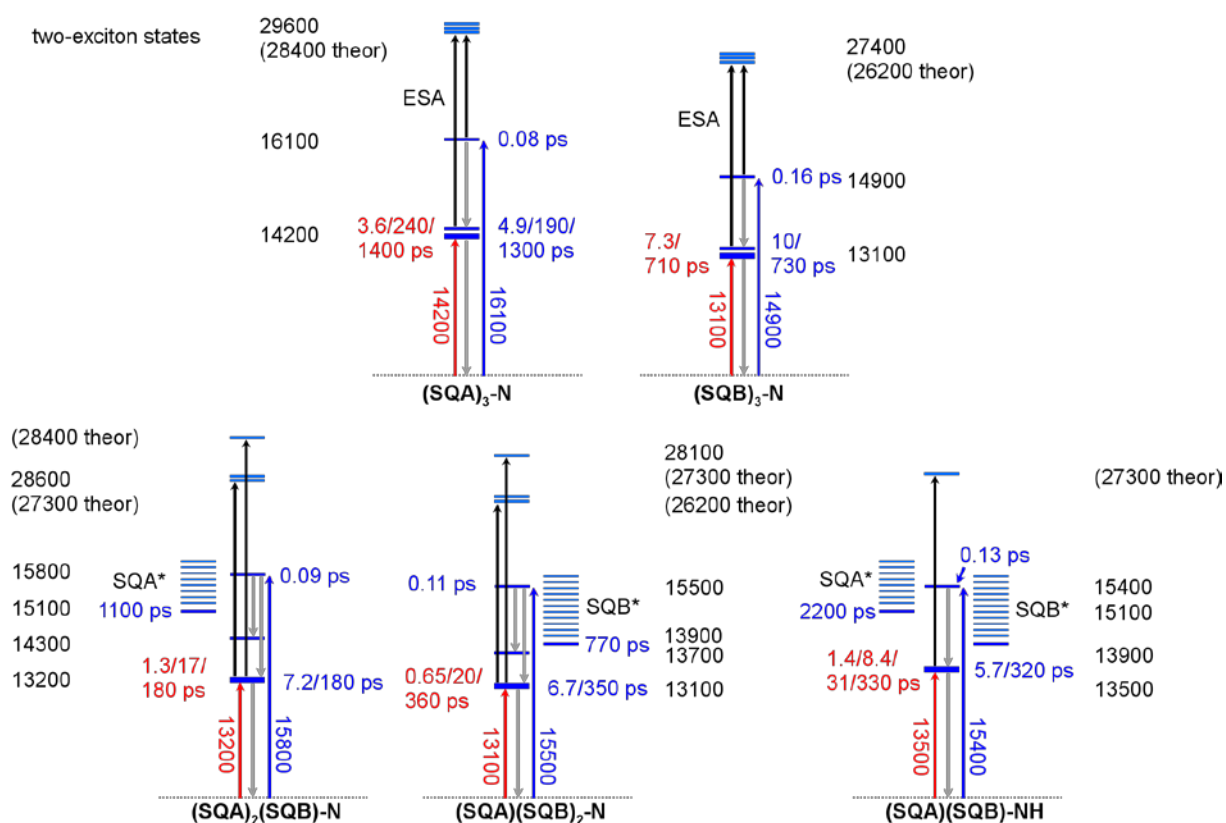 two-exciton states
29600
(28400 theor)
ESA
16100
0.08 ps
14200
3.6/240/
1400 ps
4.9/190/
1300 ps
14200
16100
(SQA)₃-N
27400
(26200 theor)
ESA
0.16 ps
14900
7.3/
710 ps
10/
730 ps
13100
13100
14900
(SQB)₃-N
(28400 theor)
28600
(27300 theor)
15800
SQA*
0.09 ps
15100
1100 ps
14300
13200
1.3/17/
180 ps
7.2/180 ps
13200
15800
(SQA)₂(SQB)-N
28100
(27300 theor)
(26200 theor)
0.11 ps
15500
SQB*
770 ps
13900
13700
0.65/20/
360 ps
6.7/350 ps
13100
13100
15500
(SQA)(SQB)₂-N
(27300 theor)
0.13 ps
SQA*
15400
2200 ps
15100
SQB*
13900
1.4/8.4/
31/330 ps
5.7/320 ps
13500
13500
15400
(SQA)(SQB)-NH